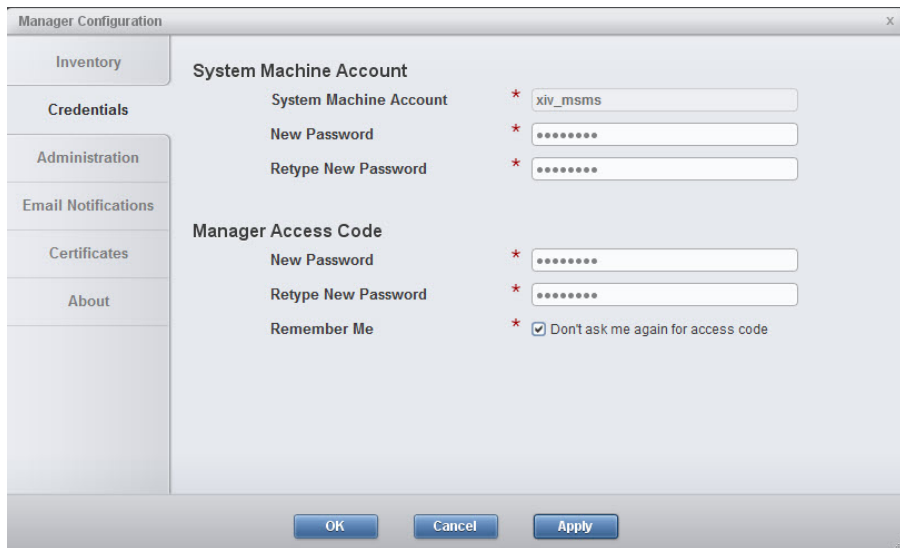 Manager Configuration x
Inventory
Credentials
Administration
Email Notifications
Certificates
About
System Machine Account
System Machine Account * xiv_msms
New Password * ●●●●●●●●
Retype New Password * ●●●●●●●●
Manager Access Code
New Password * ●●●●●●●●
Retype New Password * ●●●●●●●●
Remember Me * Don't ask me again for access code
OK Cancel Apply